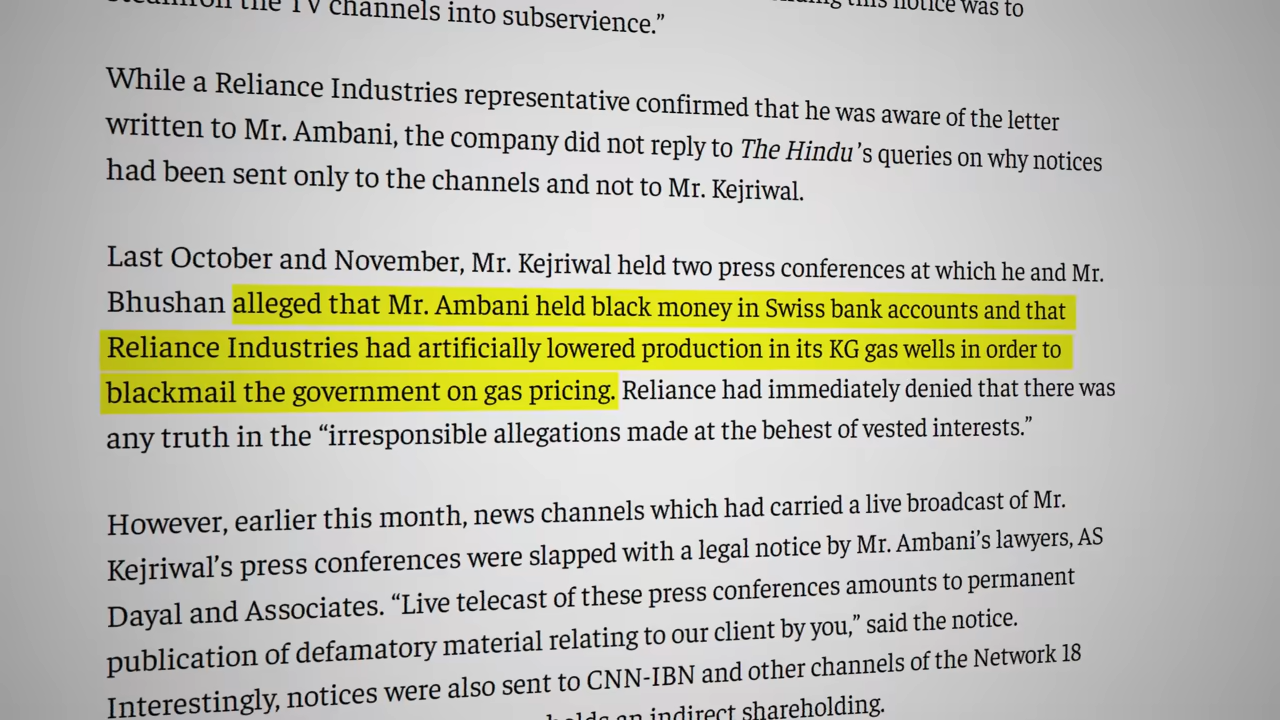 the TV channels into subservience.” this notice was to
While a Reliance Industries representative confirmed that he was aware of the letter
written to Mr. Ambani, the company did not reply to The Hindu’s queries on why notices
had been sent only to the channels and not to Mr. Kejriwal.
Last October and November, Mr. Kejriwal held two press conferences at which he and Mr.
Bhushan alleged that Mr. Ambani held black money in Swiss bank accounts and that
Reliance Industries had artificially lowered production in its KG gas wells in order to
blackmail the government on gas pricing. Reliance had immediately denied that there was
any truth in the “irresponsible allegations made at the behest of vested interests.”
However, earlier this month, news channels which had carried a live broadcast of Mr.
Kejriwal’s press conferences were slapped with a legal notice by Mr. Ambani’s lawyers, AS
Dayal and Associates. “Live telecast of these press conferences amounts to permanent
publication of defamatory material relating to our client by you,” said the notice.
Interestingly, notices were also sent to CNN-IBN and other channels of the Network 18
holds an indirect shareholding.